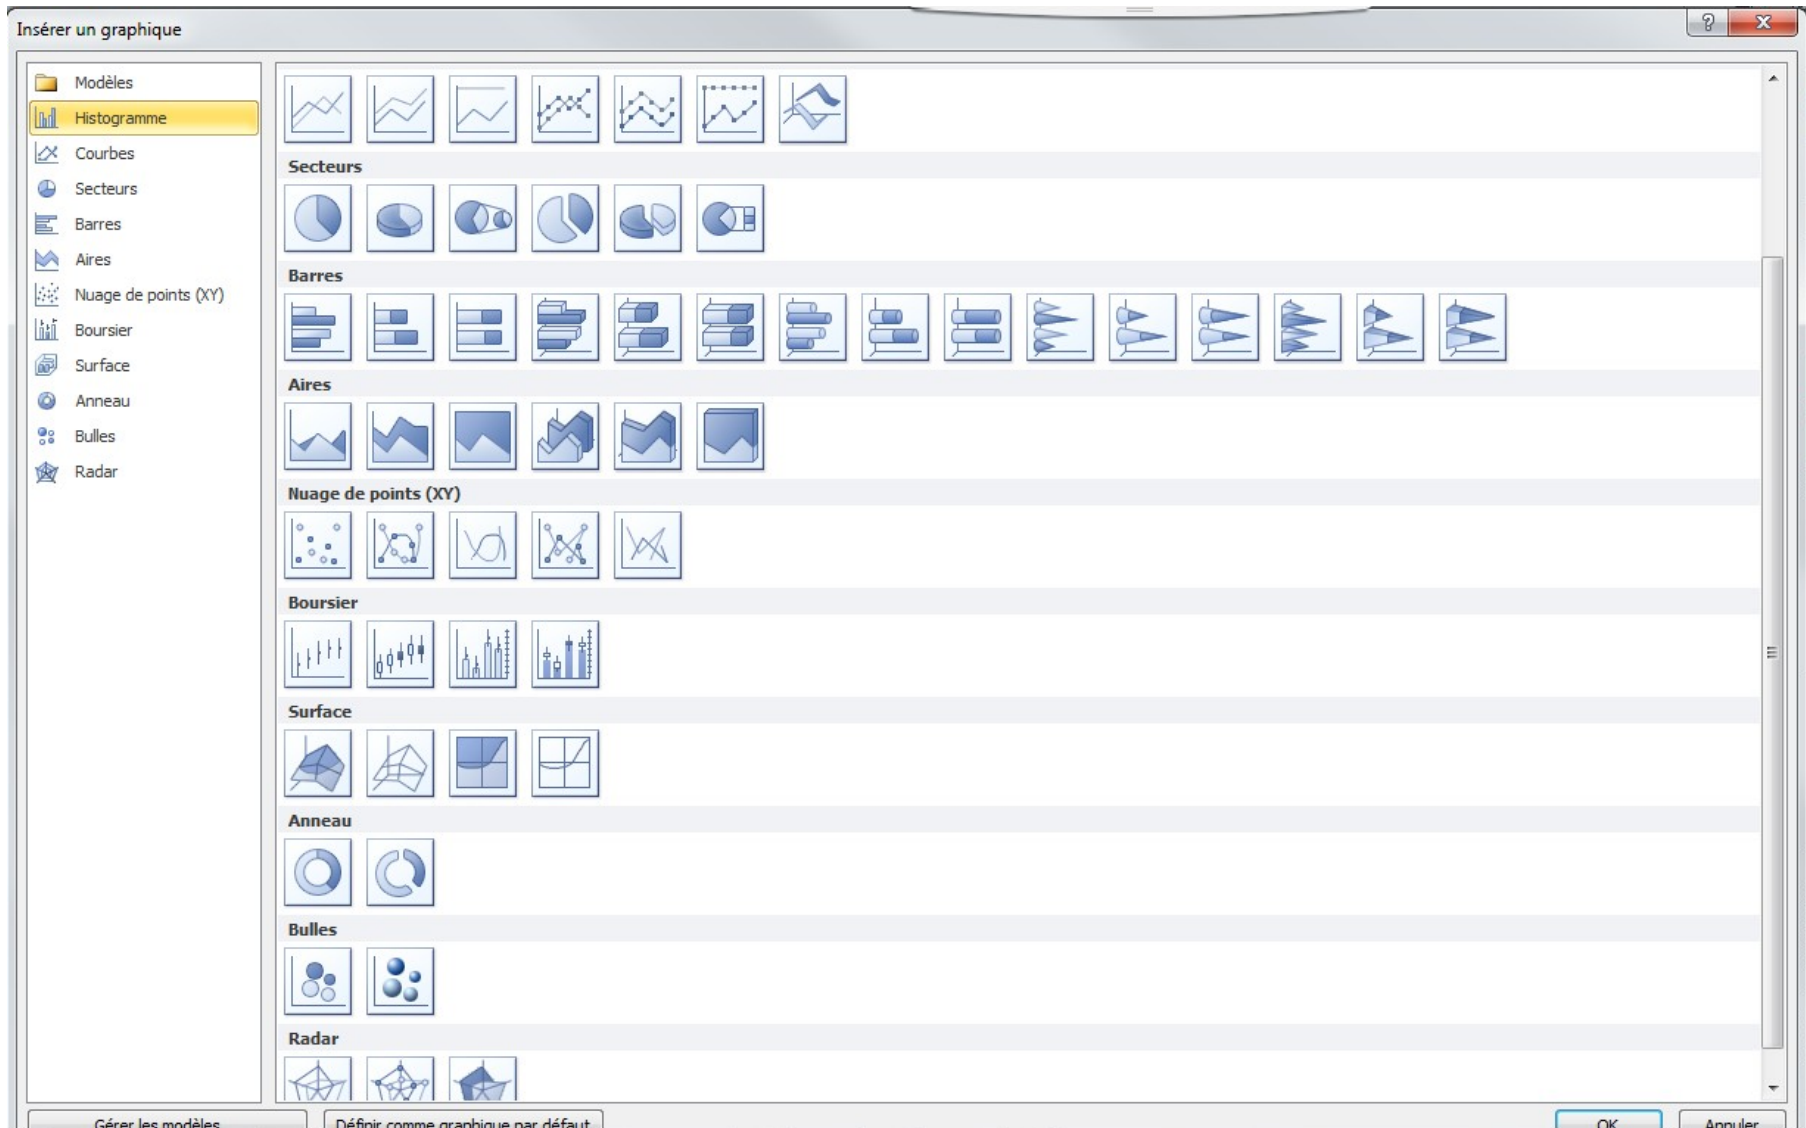 Insérer un graphique
Modèles
Histogramme
Courbes
Secteurs
Barres
Aires
Nuage de points (XY)
Boursier
Surface
Anneau
Bulles
Radar
Secteurs
Barres
Aires
Nuage de points (XY)
Boursier
Surface
Anneau
Bulles
Radar
Gérer les modèles
Définir comme graphique par défaut
OK
Annuler